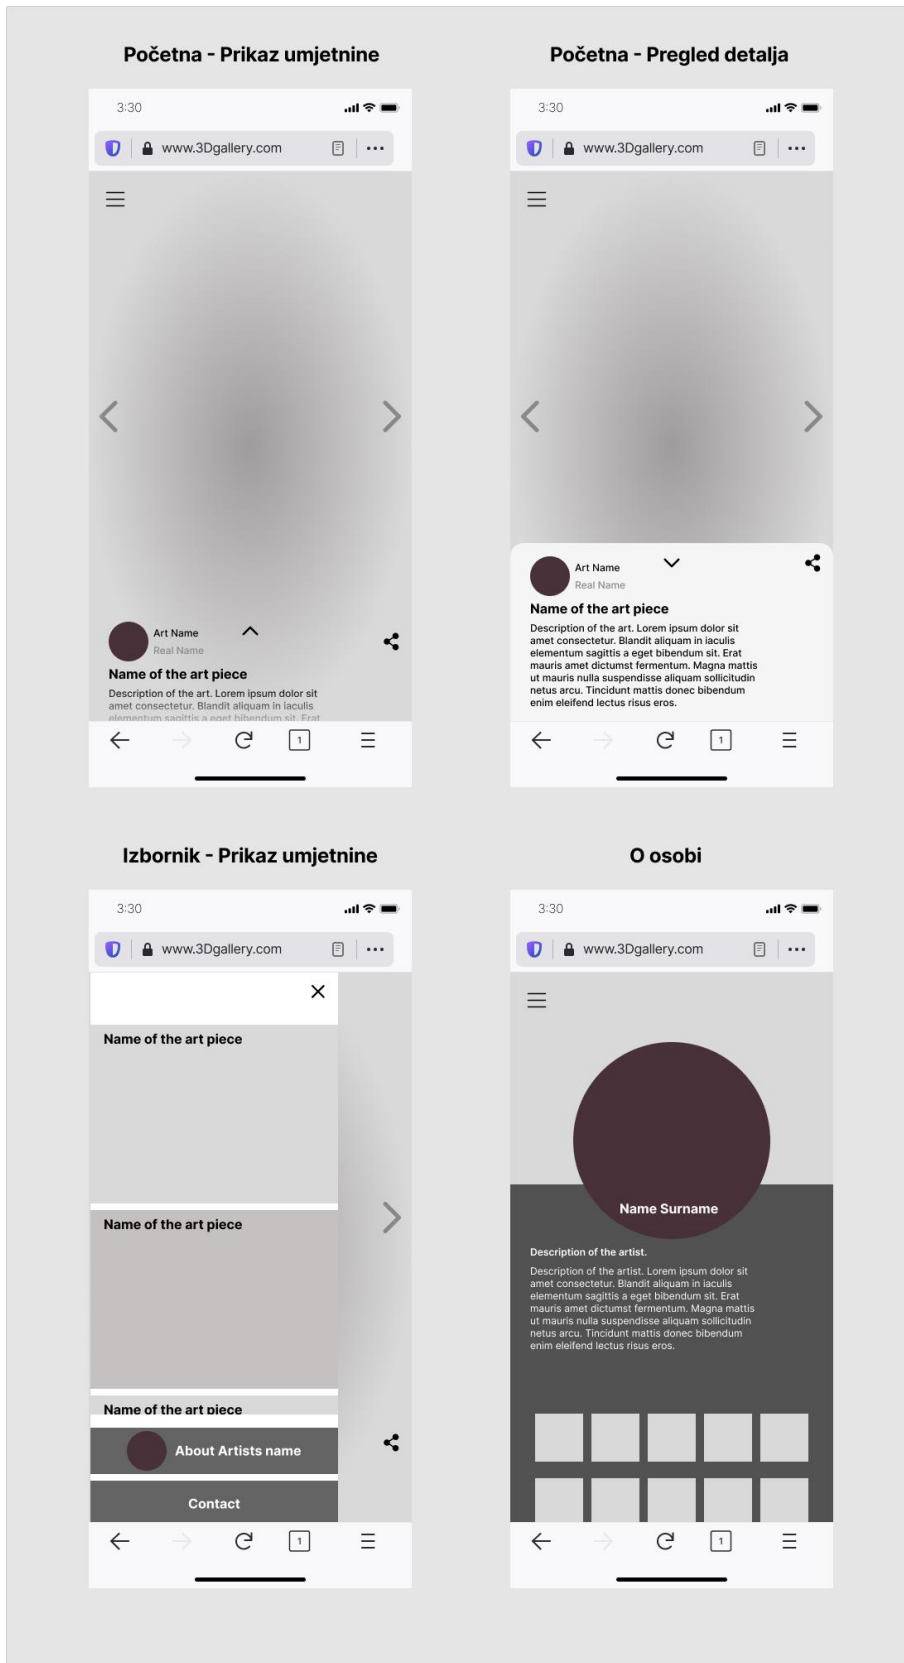 Početna - Prikaz umjetnine
3:30
www.3Dgallery.com
Art Name
Real Name
Name of the art piece
Description of the art. Lorem ipsum dolor sit
amet consectetur. Blandit aliquam in iaculis
elementum sagittis a eget bibendum sit. Erat
1
Početna - Pregled detalja
3:30
www.3Dgallery.com
Art Name
Real Name
Name of the art piece
Description of the art. Lorem ipsum dolor sit
amet consectetur. Blandit aliquam in iaculis
elementum sagittis a eget bibendum sit. Erat
mauris amet dictumst fermentum. Magna mattis
ut mauris nulla suspendisse aliquam sollicitudin
netus arcu. Tincidunt mattis donec bibendum
enim eleifend lectus risus eros.
1
Izbornik - Prikaz umjetnine
3:30
www.3Dgallery.com
Name of the art piece
Name of the art piece
Name of the art piece
About Artists name
Contact
1
O osobi
3:30
www.3Dgallery.com
Name Surname
Description of the artist.
Description of the artist. Lorem ipsum dolor sit
amet consectetur. Blandit aliquam in iaculis
elementum sagittis a eget bibendum sit. Erat
mauris amet dictumst fermentum. Magna mattis
ut mauris nulla suspendisse aliquam sollicitudin
netus arcu. Tincidunt mattis donec bibendum
enim eleifend lectus risus eros.
1